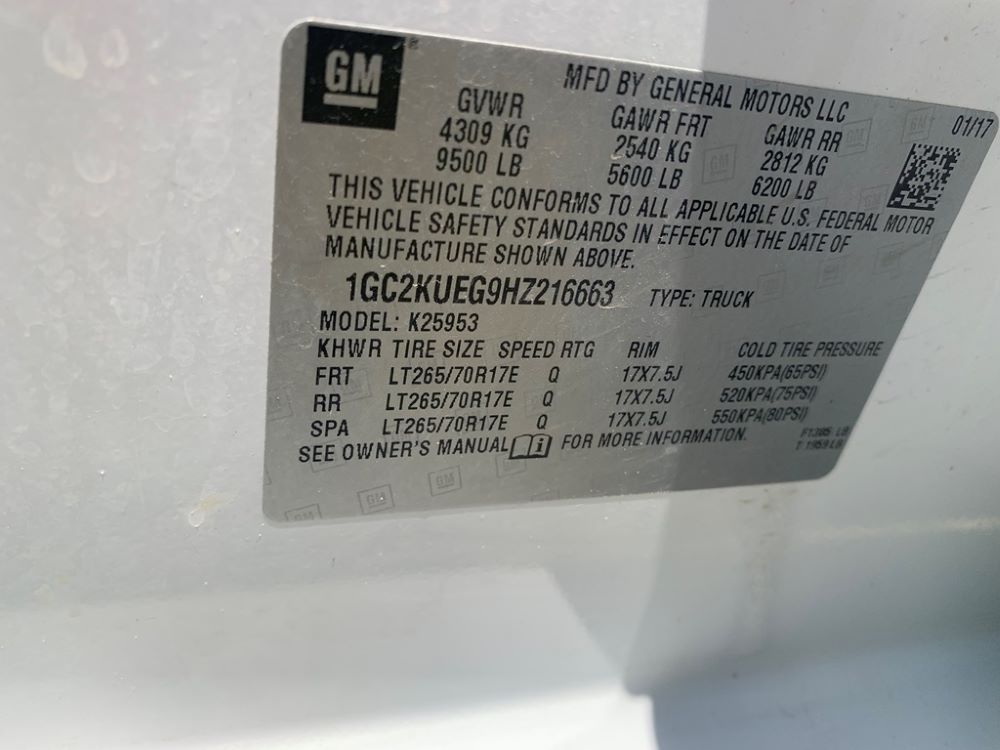 GM
MFD BY GENERAL MOTORS LLC
01/17
GVWR GAWR FRT GAWR RR
4309 KG 2540 KG 2812 KG
9500 LB 5600 LB 6200 LB
THIS VEHICLE CONFORMS TO ALL APPLICABLE U.S. FEDERAL MOTOR
VEHICLE SAFETY STANDARDS IN EFFECT ON THE DATE OF
MANUFACTURE SHOWN ABOVE.
1GC2KUEG9HZ216663 TYPE: TRUCK
MODEL: K25953
KHWR TIRE SIZE SPEED RTG RIM COLD TIRE PRESSURE
FRT LT265/70R17E Q 17X7.5J 450KPA(65PSI)
RR LT265/70R17E Q 17X7.5J 520KPA(75PSI)
SPA LT265/70R17E Q 17X7.5J 550KPA(80PSI)
SEE OWNER'S MANUAL FOR MORE INFORMATION.